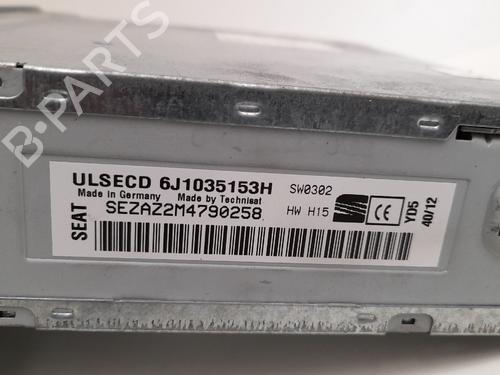 B-PARTS
ULSECD 6J1035153H SW0302
Made in Germany Made by Technisat
SEAT SEZAZ2M4790258 HW H15 CE YD5 40/12